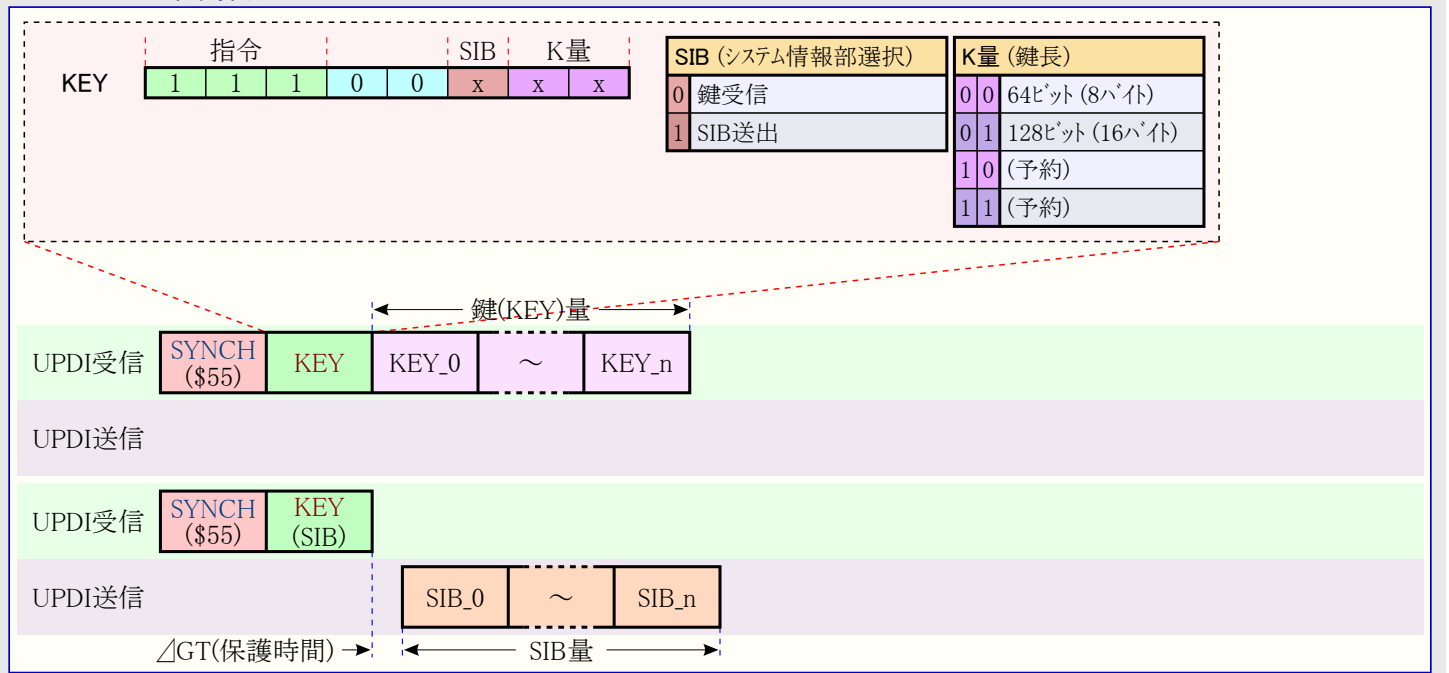 指令 SIB K量
KEY 1 1 1 0 0 x x x
SIB (システム情報部選択)
0 鍵受信
1 SIB送出
K量 (鍵長)
0 0 64ビット (8バイト)
0 1 128ビット (16バイト)
1 0 (予約)
1 1 (予約)
鍵(KEY)量
UPDI受信 SYNCH ($55) KEY KEY_0 ～ KEY_n
UPDI送信
UPDI受信 SYNCH ($55) KEY (SIB)
UPDI送信 SIB_0 ～ SIB_n
⊿GT(保護時間) SIB量